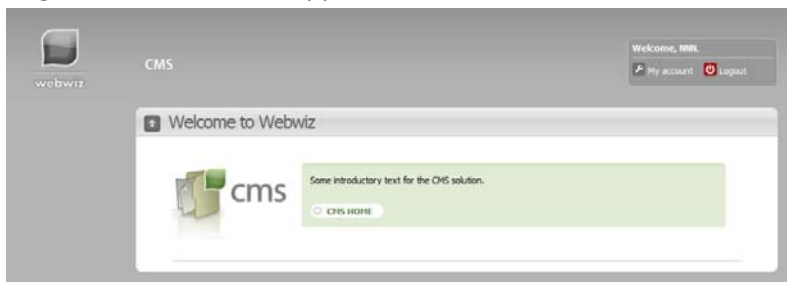 webwiz
CMS
Welcome, NNN.
My account Logout
Welcome to Webwiz
cms
Some introductory text for the CMS solution.
CMS HOME